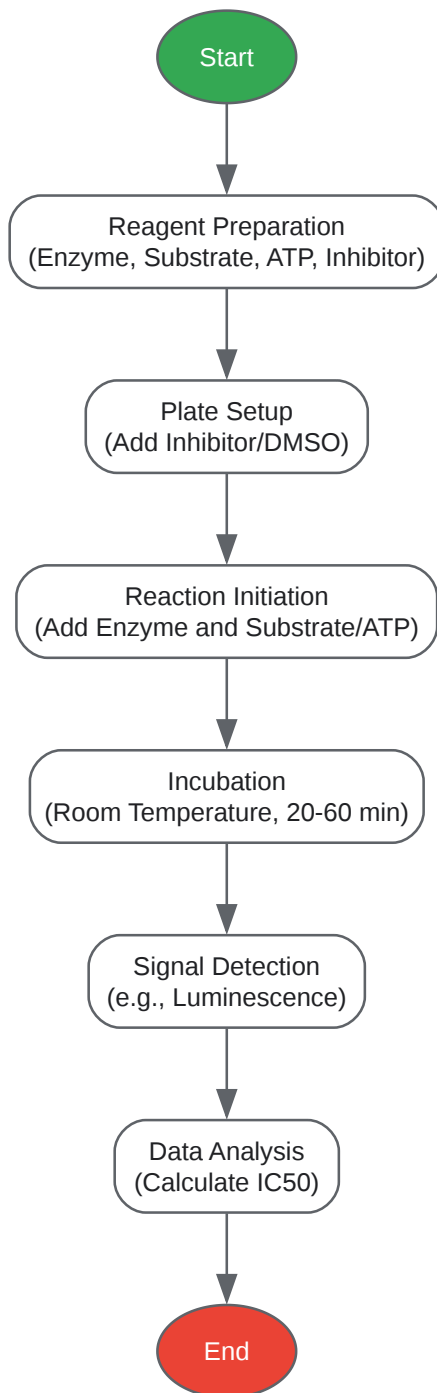 Start
Reagent Preparation
(Enzyme, Substrate, ATP, Inhibitor)
Plate Setup
(Add Inhibitor/DMSO)
Reaction Initiation
(Add Enzyme and Substrate/ATP)
Incubation
(Room Temperature, 20-60 min)
Signal Detection
(e.g., Luminescence)
Data Analysis
(Calculate IC50)
End